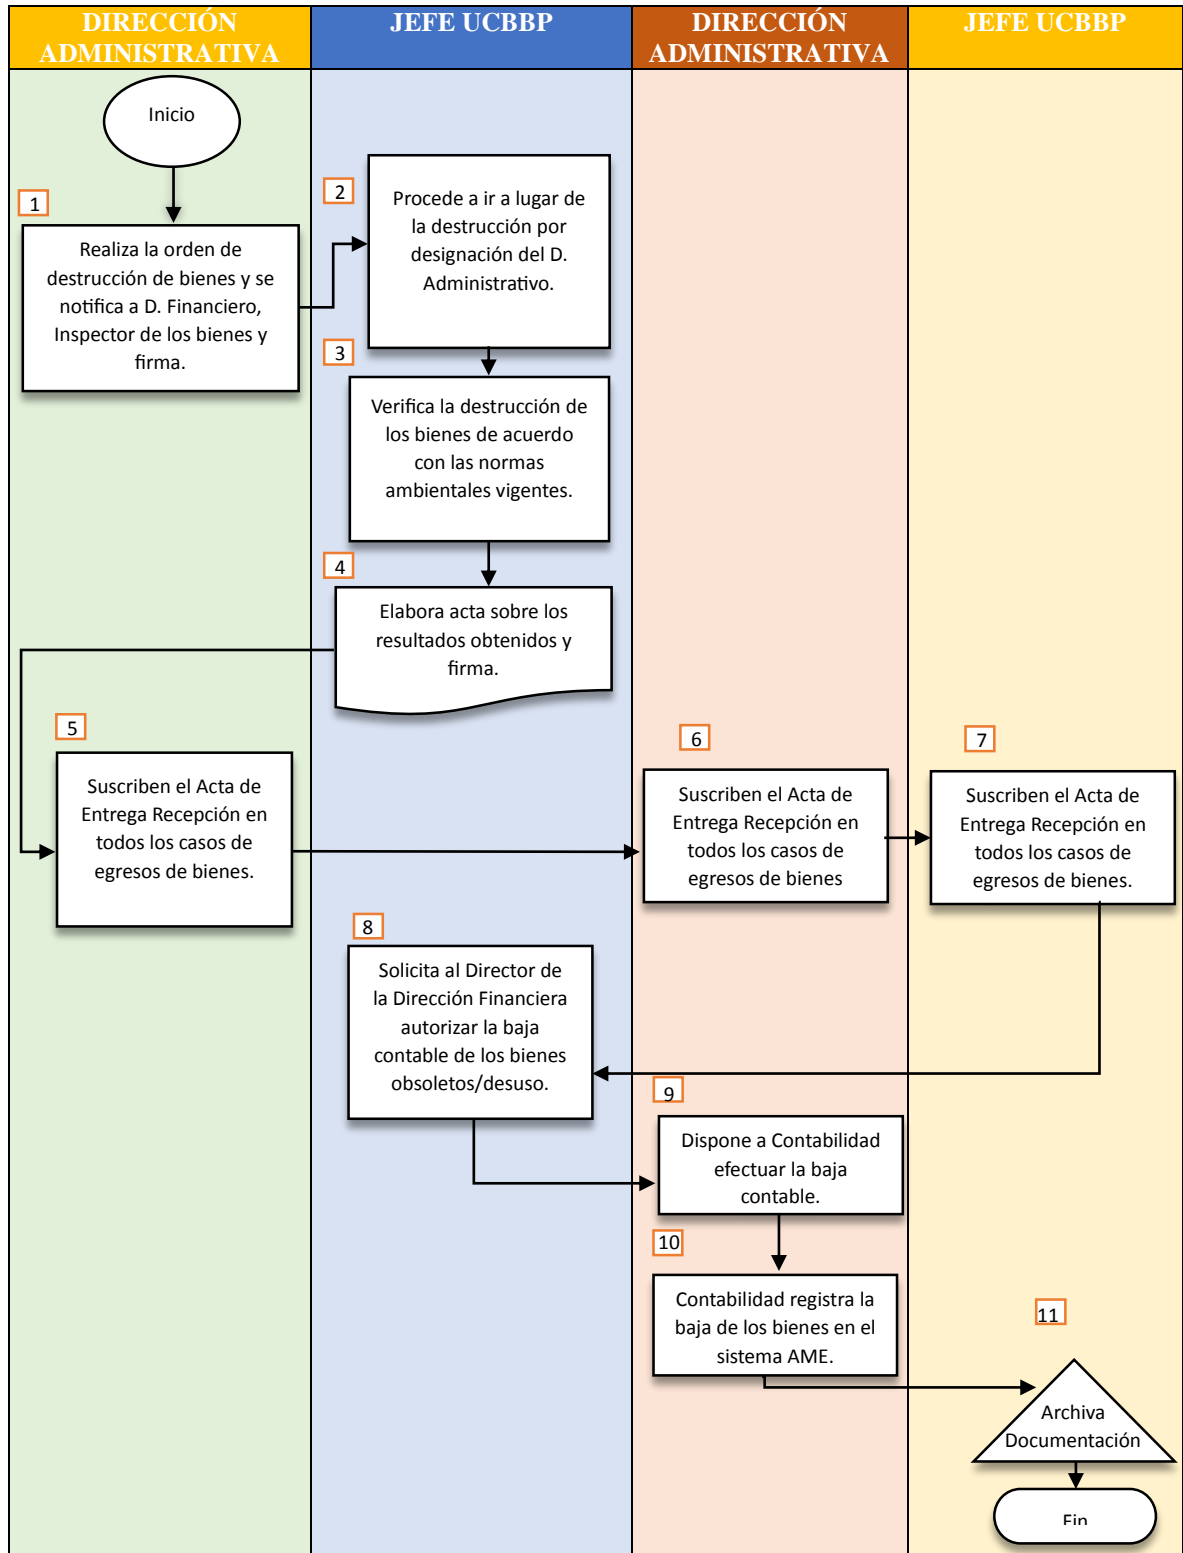 DIRECCIÓN
ADMINISTRATIVA
JEFE UCBBP
DIRECCIÓN
ADMINISTRATIVA
JEFE UCBBP
Inicio
1
Realiza la orden de
destrucción de bienes y se
notifica a D. Financiero,
Inspector de los bienes y
firma.
2
Procede a ir a lugar de
la destrucción por
designación del D.
Administrativo.
3
Verifica la destrucción de
los bienes de acuerdo
con las normas
ambientales vigentes.
4
Elabora acta sobre los
resultados obtenidos y
firma.
5
Suscriben el Acta de
Entrega Recepción en
todos los casos de
egresos de bienes.
6
Suscriben el Acta de
Entrega Recepción en
todos los casos de
egresos de bienes
7
Suscriben el Acta de
Entrega Recepción en
todos los casos de
egresos de bienes.
8
Solicita al Director de
la Dirección Financiera
autorizar la baja
contable de los bienes
obsoletos/desuso.
9
Dispone a Contabilidad
efectuar la baja
contable.
10
Contabilidad registra la
baja de los bienes en el
sistema AME.
11
Archiva
Documentación
Fin